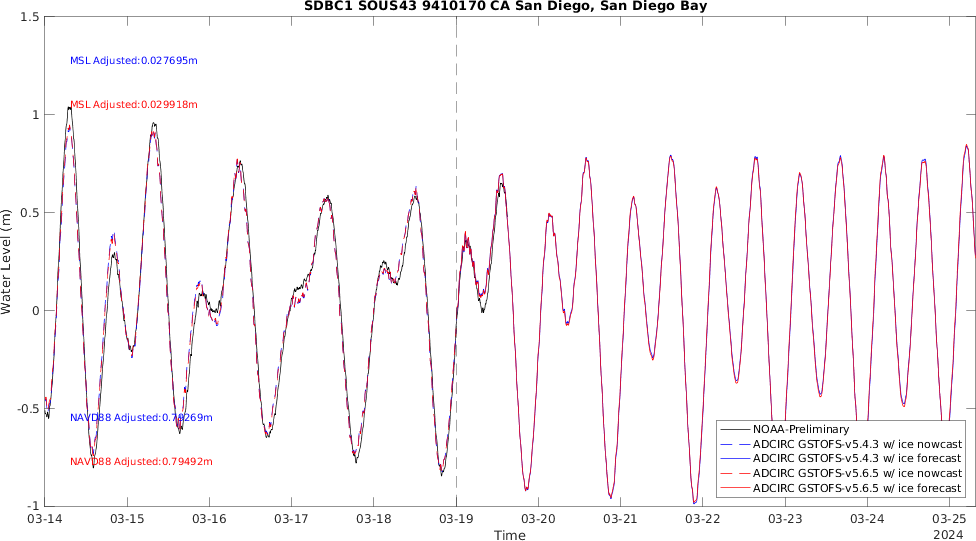 SDBC1 SOUS43 9410170 CA San Diego, San Diego Bay
1.5
MSL Adjusted:0.027695m
MSL Adjusted:0.029918m
1
0.5
Water Level (m)
0
-0.5
NAVD88 Adjusted:0.79269m
NAVD88 Adjusted:0.79492m
-1
NOAA-Preliminary
ADCIRC GSTOFS-v5.4.3 w/ ice nowcast
ADCIRC GSTOFS-v5.4.3 w/ ice forecast
ADCIRC GSTOFS-v5.6.5 w/ ice nowcast
ADCIRC GSTOFS-v5.6.5 w/ ice forecast
03-14 03-15 03-16 03-17 03-18 03-19 03-20 03-21 03-22 03-23 03-24 03-25
Time
2024